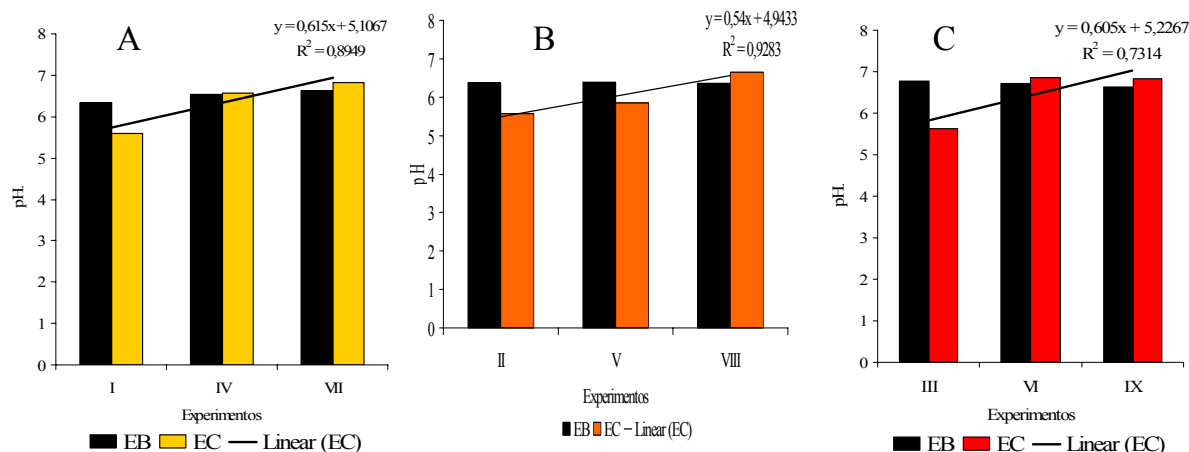 A
y = 0,615x + 5,1067
R² = 0,8949
8
7
6
5
4
3
2
1
0
pH.
I IV VII
Experimentos
EB EC Linear (EC)
B
y = 0,54x + 4,9433
R² = 0,9283
8
7
6
5
4
3
2
1
0
pH
II V VIII
Experimentos
EB EC Linear (EC)
C
y = 0,605x + 5,2267
R² = 0,7314
8
7
6
5
4
3
2
1
0
pH.
III VI IX
Experimentos
EB EC Linear (EC)